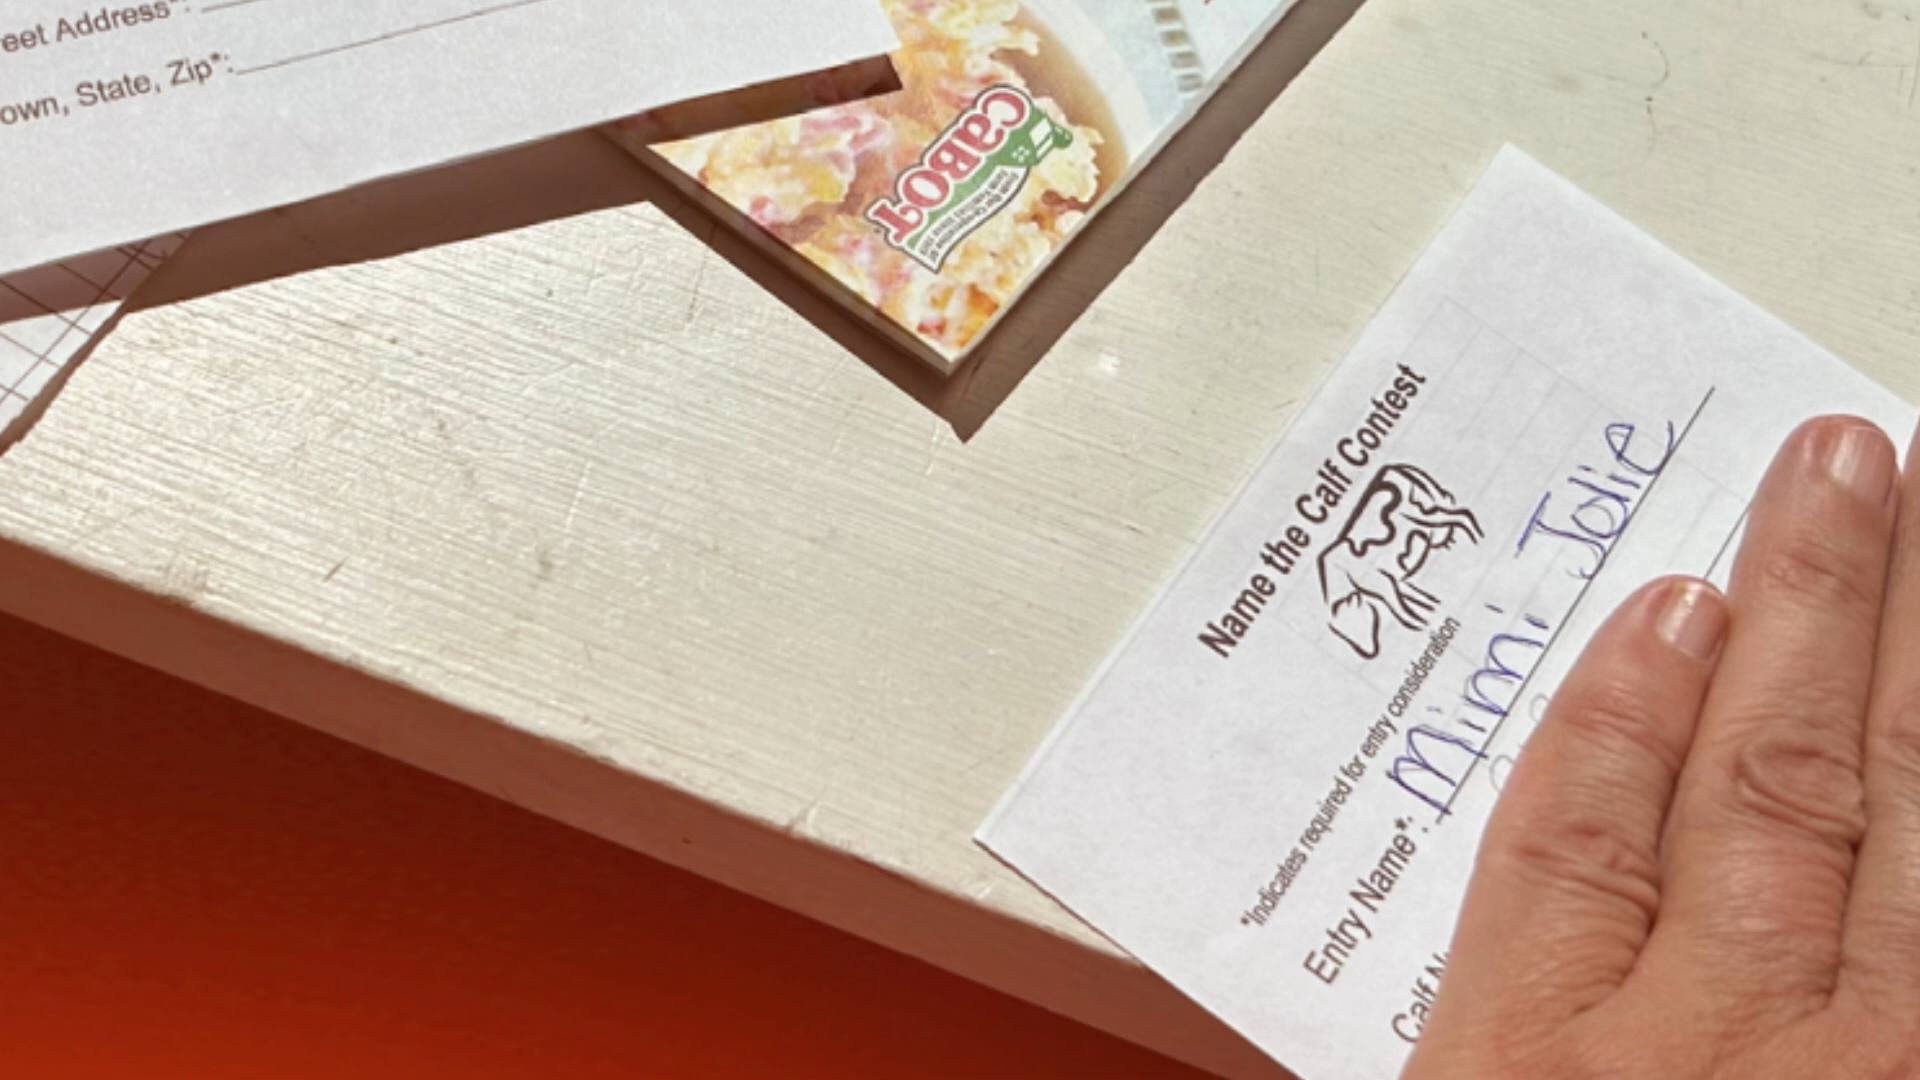 eet Address*:
own, State, Zip*:
CABOT
Name the Calf Contest
*Indicates required for entry consideration
Entry Name*: Mimi Jolie
Calf N